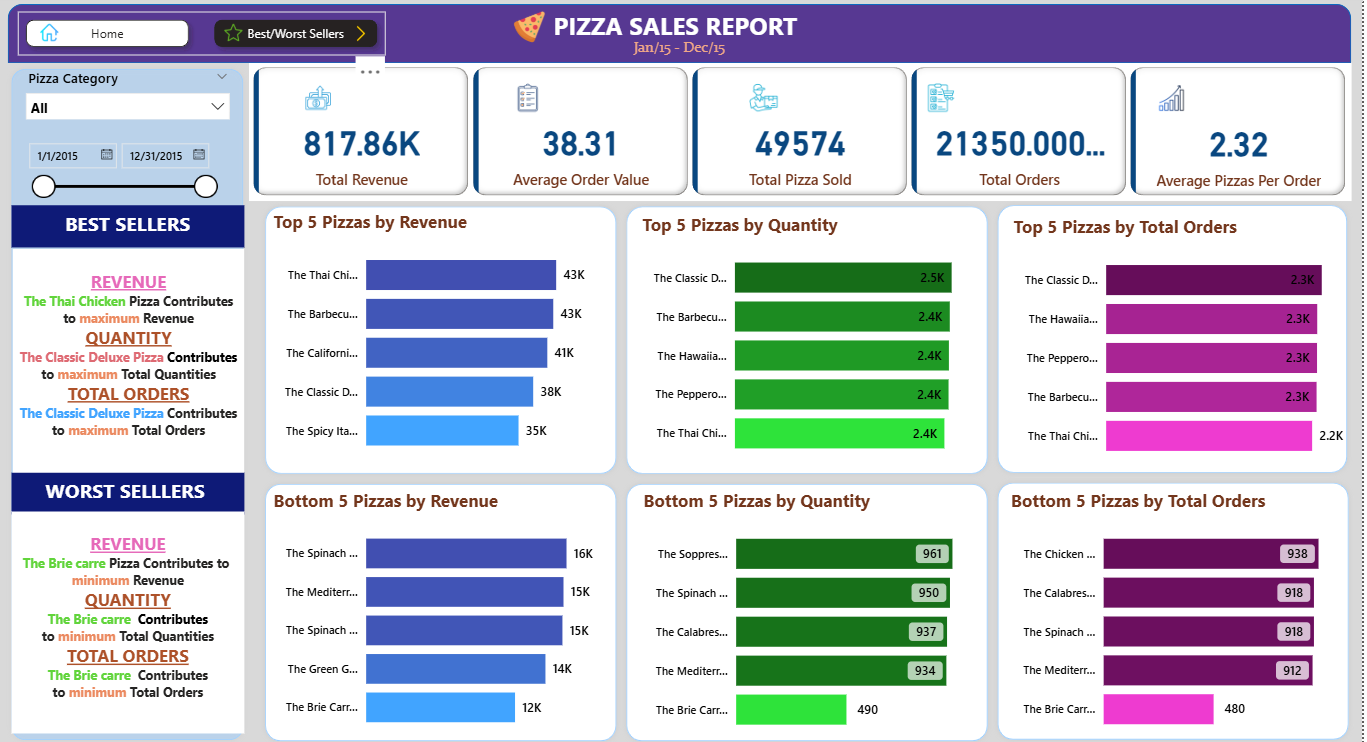 Home
Best/Worst Sellers
PIZZA SALES REPORT
Jan/15 - Dec/15
Pizza Category
All
1/1/2015
12/31/2015
817.86K
Total Revenue
38.31
Average Order Value
49574
Total Pizza Sold
21350.000...
Total Orders
2.32
Average Pizzas Per Order
BEST SELLERS
REVENUE
The Thai Chicken Pizza Contributes
to maximum Revenue
QUANTITY
The Classic Deluxe Pizza Contributes
to maximum Total Quantities
TOTAL ORDERS
The Classic Deluxe Pizza Contributes
to maximum Total Orders
WORST SELLLERS
REVENUE
The Brie carre Pizza Contributes to
minimum Revenue
QUANTITY
The Brie carre Contributes
to minimum Total Quantities
TOTAL ORDERS
The Brie carre Contributes
to minimum Total Orders
Top 5 Pizzas by Revenue
The Thai Chi... 43K
The Barbecu... 43K
The Californi... 41K
The Classic D... 38K
The Spicy Ita... 35K
Top 5 Pizzas by Quantity
The Classic D... 2.5K
The Barbecu... 2.4K
The Hawaiia... 2.4K
The Peppero... 2.4K
The Thai Chi... 2.4K
Top 5 Pizzas by Total Orders
The Classic D... 2.3K
The Hawaiia... 2.3K
The Peppero... 2.3K
The Barbecu... 2.3K
The Thai Chi... 2.2K
Bottom 5 Pizzas by Revenue
The Spinach ... 16K
The Mediterr... 15K
The Spinach ... 15K
The Green G... 14K
The Brie Carr... 12K
Bottom 5 Pizzas by Quantity
The Soppres... 961
The Spinach ... 950
The Calabres... 937
The Mediterr... 934
The Brie Carr... 490
Bottom 5 Pizzas by Total Orders
The Chicken ... 938
The Calabres... 918
The Spinach ... 918
The Mediterr... 912
The Brie Carr... 480